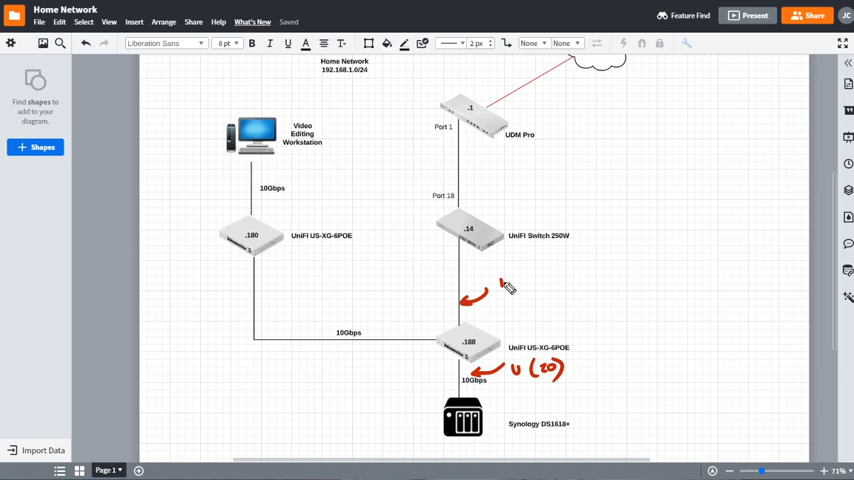 Home Network
File Edit View Insert Arrange Share Help What's New Saved
Feature Find
Present
Share
JC
Liberation Sans
8 pt
B I U A T
2 px
None
None
Find shapes to
add to your
diagram.
+ Shapes
Import Data
Home Network
192.168.1.0/24
.1
Port 1
UDM Pro
Video
Editing
Workstation
10Gbps
Port 18
.180
UniFI US-XG-6POE
.14
UniFI Switch 250W
10Gbps
.188
UniFI US-XG-6POE
U (20)
10Gbps
Synology DS1618+
Page 1
71%